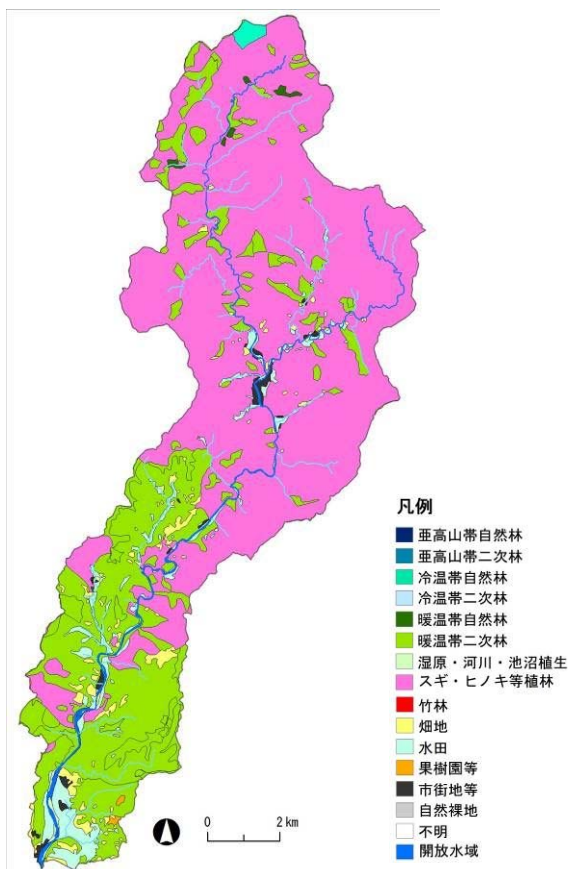 凡例
亜高山帯自然林
亜高山帯二次林
冷温帯自然林
冷温帯二次林
暖温帯自然林
暖温帯二次林
湿原・河川・池沼植生
スギ・ヒノキ等植林
竹林
畑地
水田
果樹園等
市街地等
自然裸地
不明
開放水域
0 2 km